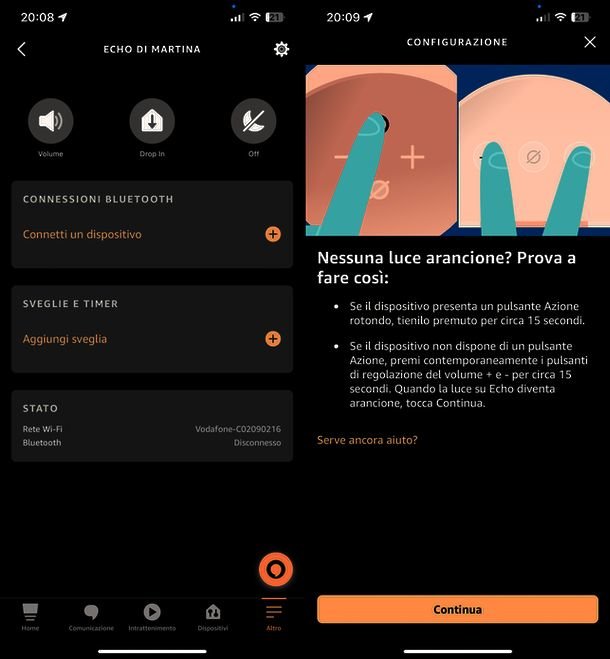 20:08
21
ECHO DI MARTINA
Volume
Drop In
Off
CONNESSIONI BLUETOOTH
Connetti un dispositivo
SVEGLIE E TIMER
Aggiungi sveglia
STATO
Rete Wi-Fi Vodafone-C02090216
Bluetooth Disconnesso
Home
Comunicazione
Intrattenimento
Dispositivi
Altro
20:09
21
CONFIGURAZIONE
Nessuna luce arancione? Prova a
fare così:
• Se il dispositivo presenta un pulsante Azione
rotondo, tienilo premuto per circa 15 secondi.
• Se il dispositivo non dispone di un pulsante
Azione, premi contemporaneamente i pulsanti
di regolazione del volume + e - per circa 15
secondi. Quando la luce su Echo diventa
arancione, tocca Continua.
Serve ancora aiuto?
Continua